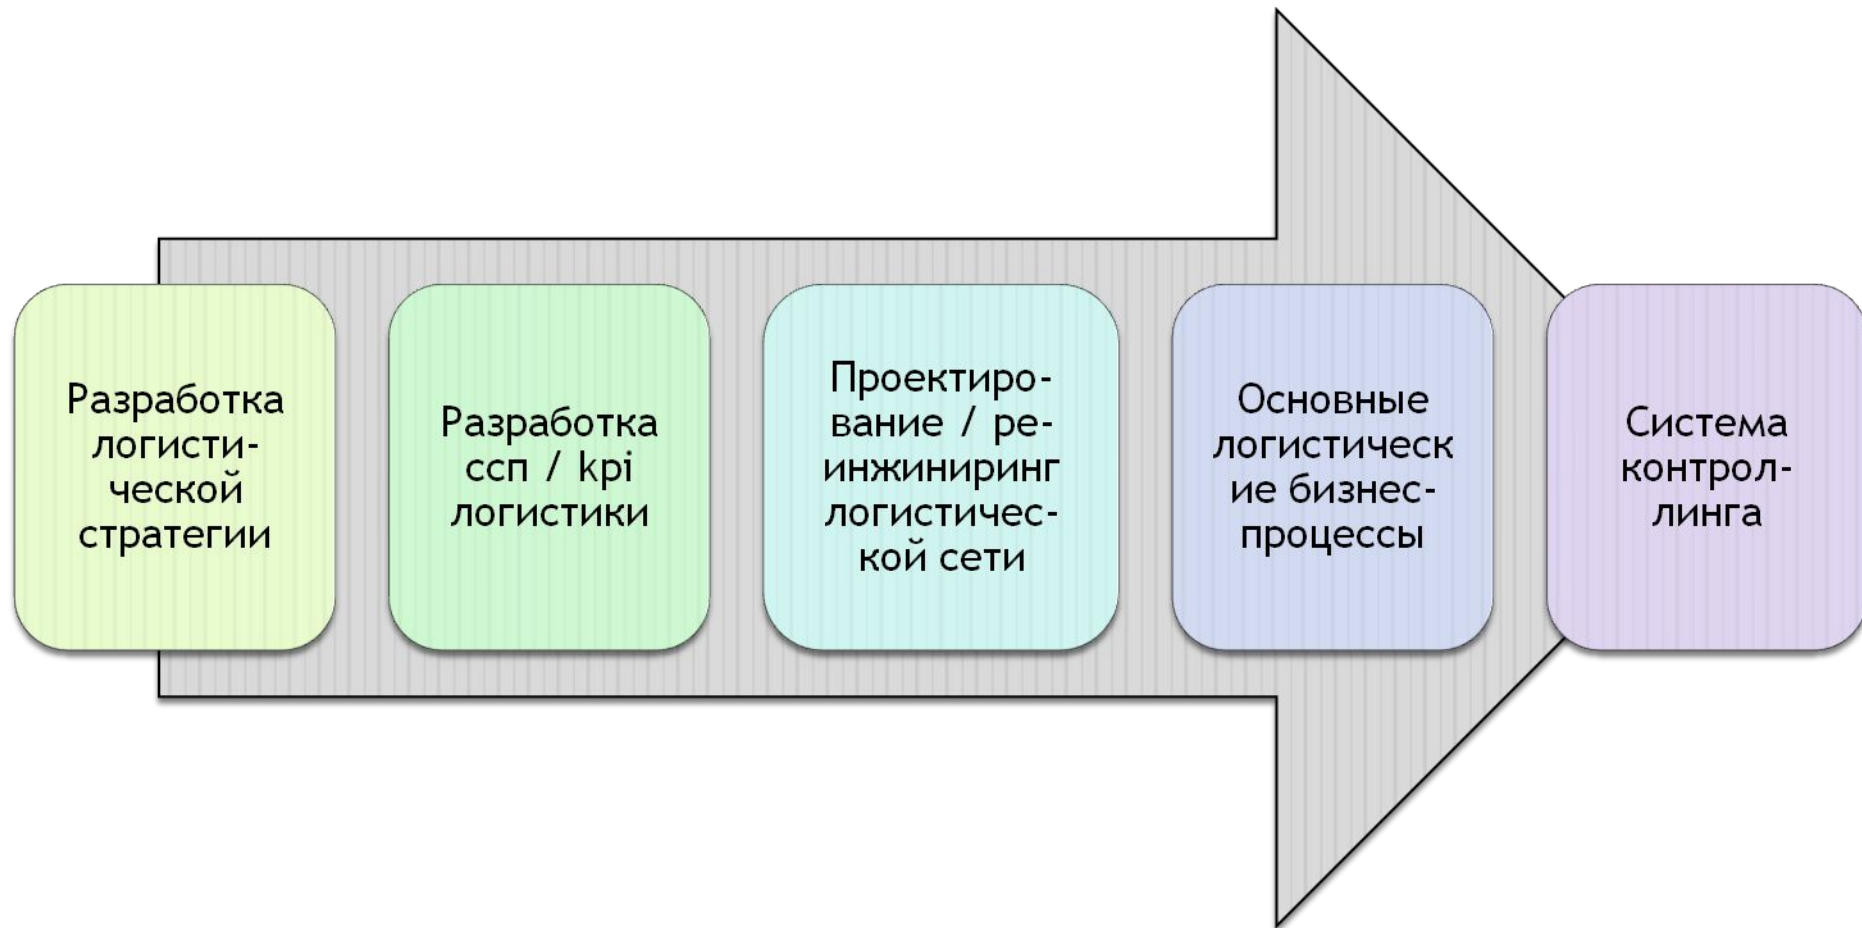 Разработка
логисти-
ческой
стратегии
Разработка
ссп / kpi
логистики
Проектиро-
вание / ре-
инжиниринг
логистичес-
кой сети
Основные
логистическ
ие бизнес-
процессы
Система
контрол-
линга